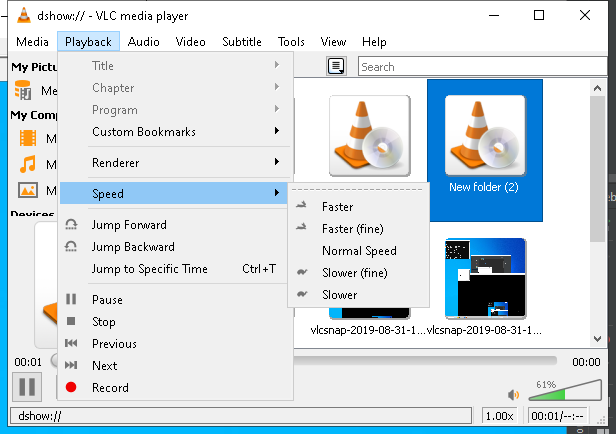 dshow:// - VLC media player
Media Playback Audio Video Subtitle Tools View Help
My Pictu
Me
My Comp
M
M
M
Devices
Title
Chapter
Program
Custom Bookmarks
Renderer
Speed
Jump Forward
Jump Backward
Jump to Specific Time Ctrl+T
Pause
Stop
Previous
Next
Record
Faster
Faster (fine)
Normal Speed
Slower (fine)
Slower
Search
New folder (2)
vlcsnap-2019-08-31-1... vlcsnap-2019-08-31-1...
00:01 00:00
61%
dshow:// 1.00x 00:01/--:--